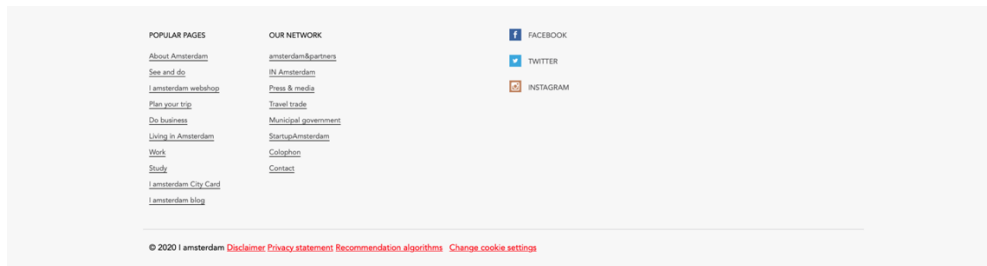 POPULAR PAGES
About Amsterdam
See and do
I amsterdam webshop
Plan your trip
Do business
Living in Amsterdam
Work
Study
I amsterdam City Card
I amsterdam blog
OUR NETWORK
amsterdam&partners
IN Amsterdam
Press & media
Travel trade
Municipal government
StartupAmsterdam
Colophon
Contact
FACEBOOK
TWITTER
INSTAGRAM
© 2020 I amsterdam Disclaimer Privacy statement Recommendation algorithms Change cookie settings